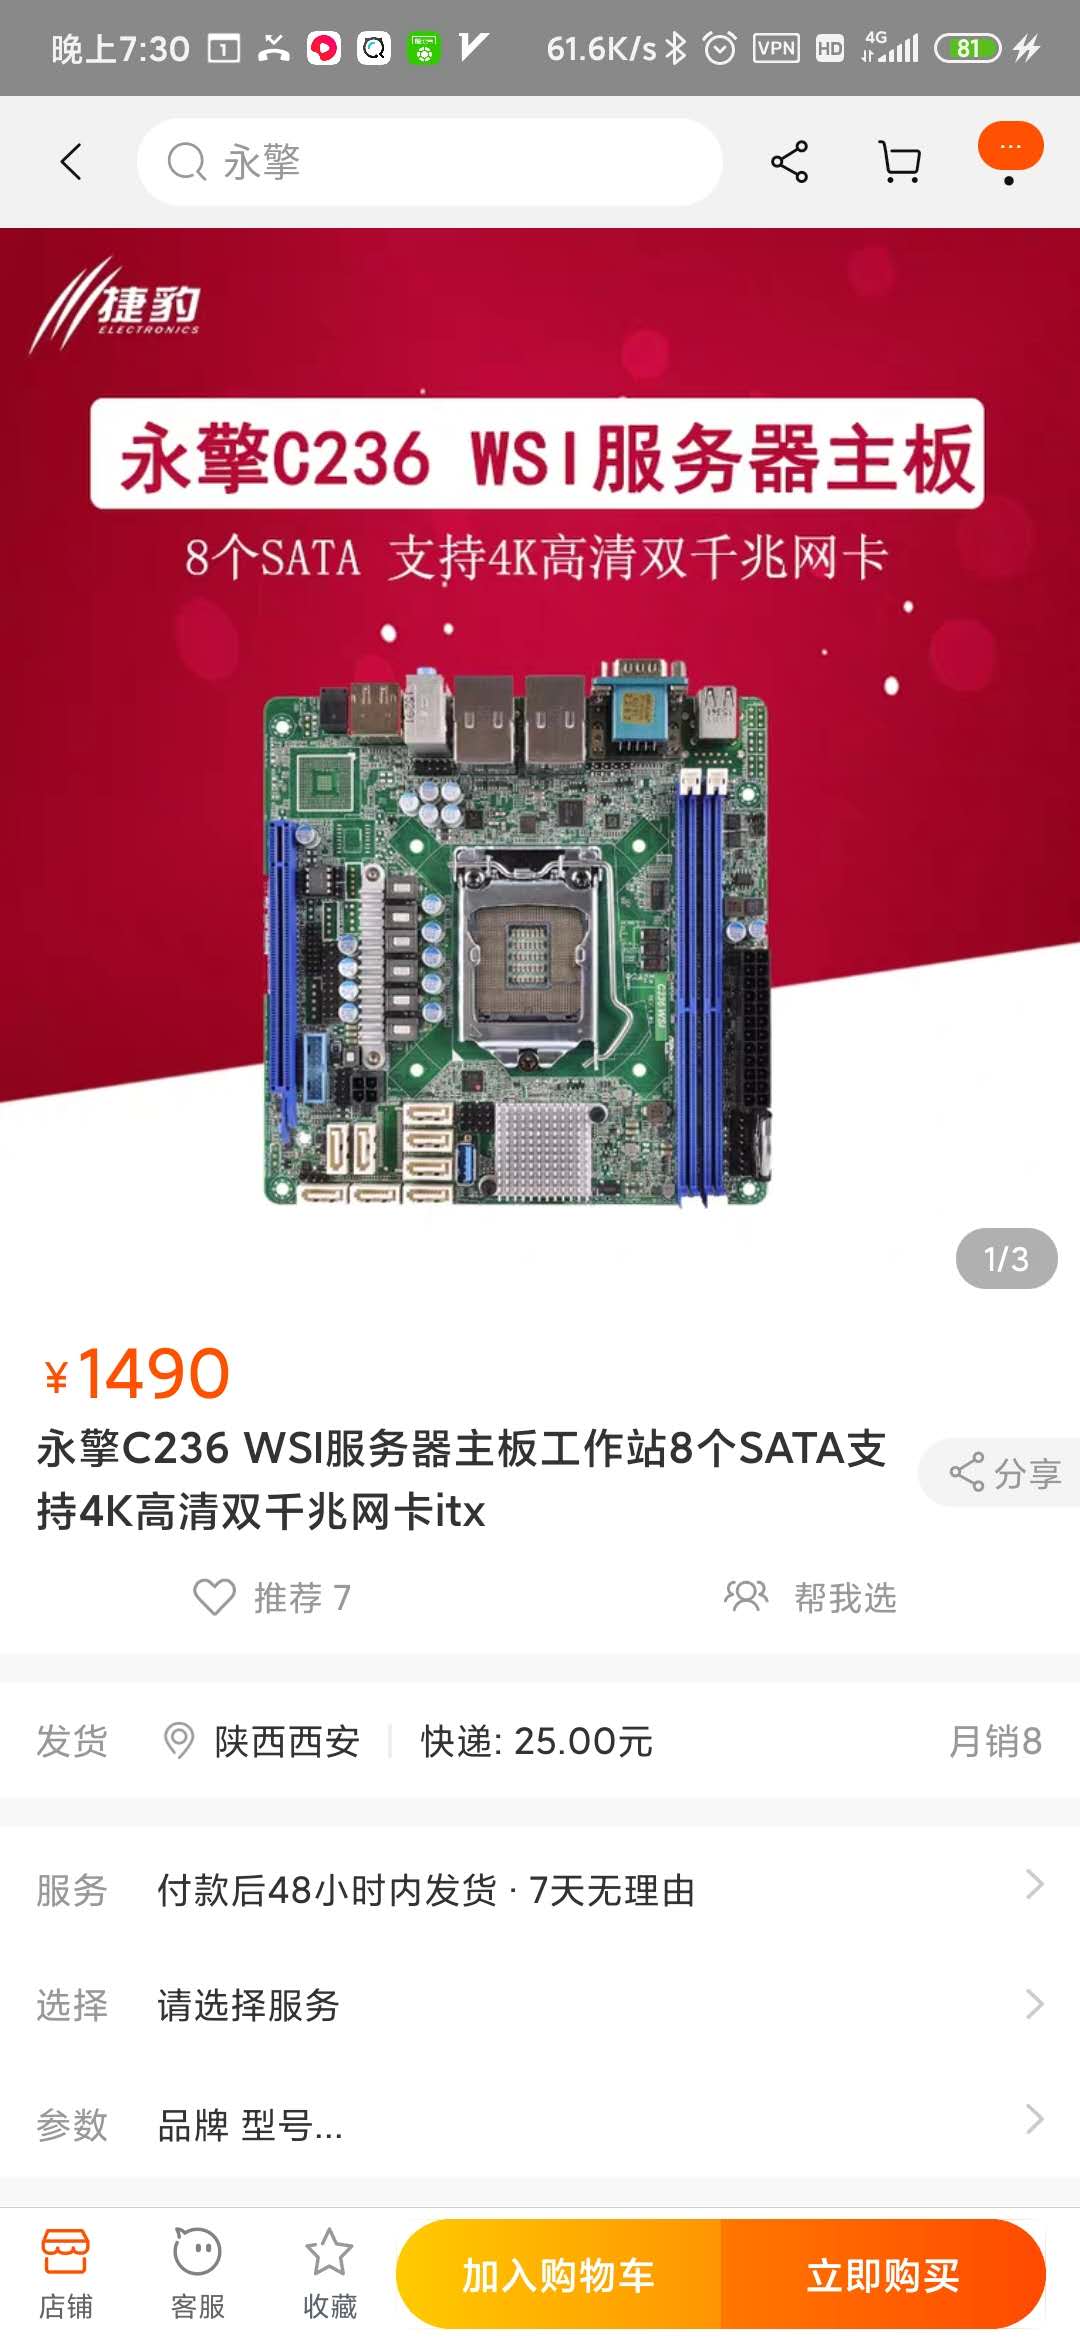 晚上7:30
1
61.6K/s
VPN
HD
4G
81
永擎
捷豹
ELECTRONICS
永擎C236 WSI服务器主板
8个SATA 支持4K高清双千兆网卡
C236 WSI
1/3
¥1490
永擎C236 WSI服务器主板工作站8个SATA支
持4K高清双千兆网卡itx
分享
推荐 7
帮我选
发货
陕西西安
快递: 25.00元
月销8
服务
付款后48小时内发货 · 7天无理由
选择
请选择服务
参数
品牌 型号...
店铺
客服
收藏
加入购物车
立即购买